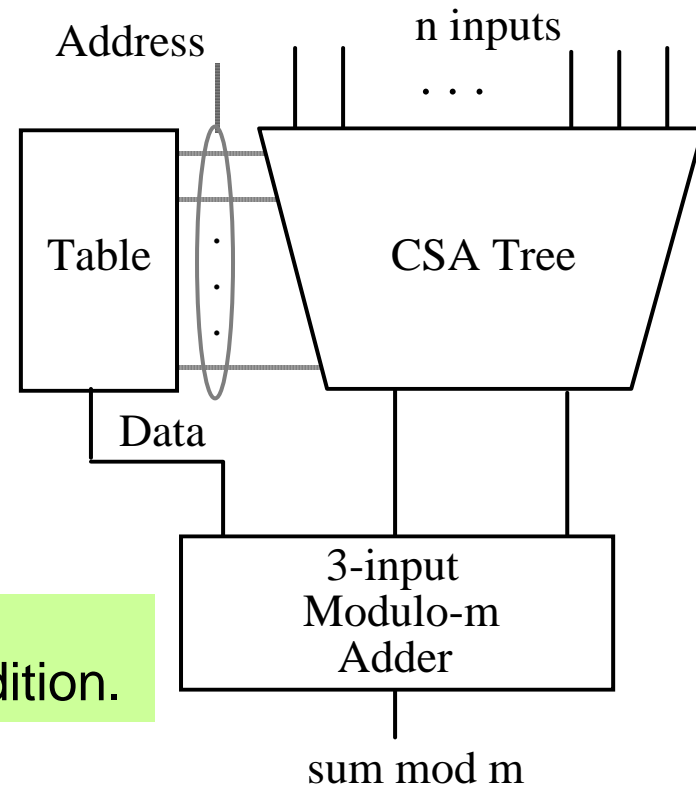 Address
n inputs
. . .
Table
CSA Tree
.
.
.
Data
3-input
Modulo-m
Adder
dition.
sum mod m